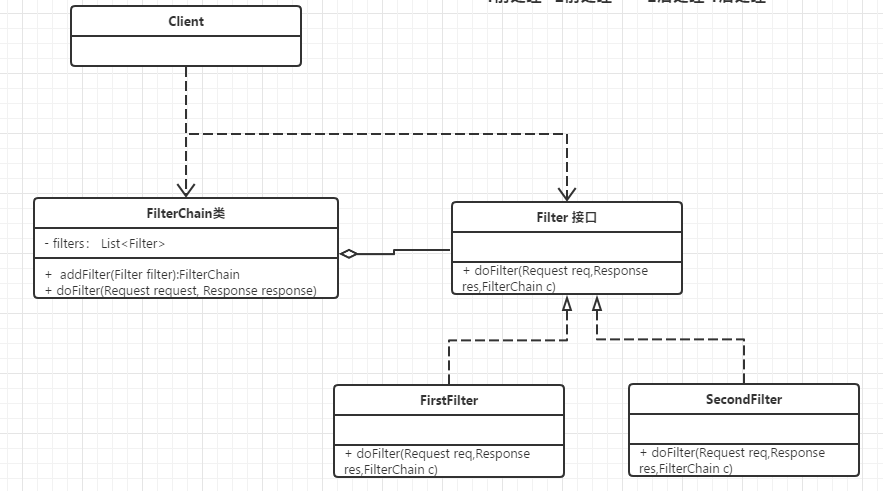 Client
FilterChain类
- filters： List<Filter>
+ addFilter(Filter filter):FilterChain
+ doFilter(Request request, Response response)
Filter 接口
+ doFilter(Request req,Response
res,FilterChain c)
FirstFilter
+ doFilter(Request req,Response
res,FilterChain c)
SecondFilter
+ doFilter(Request req,Response
res,FilterChain c)